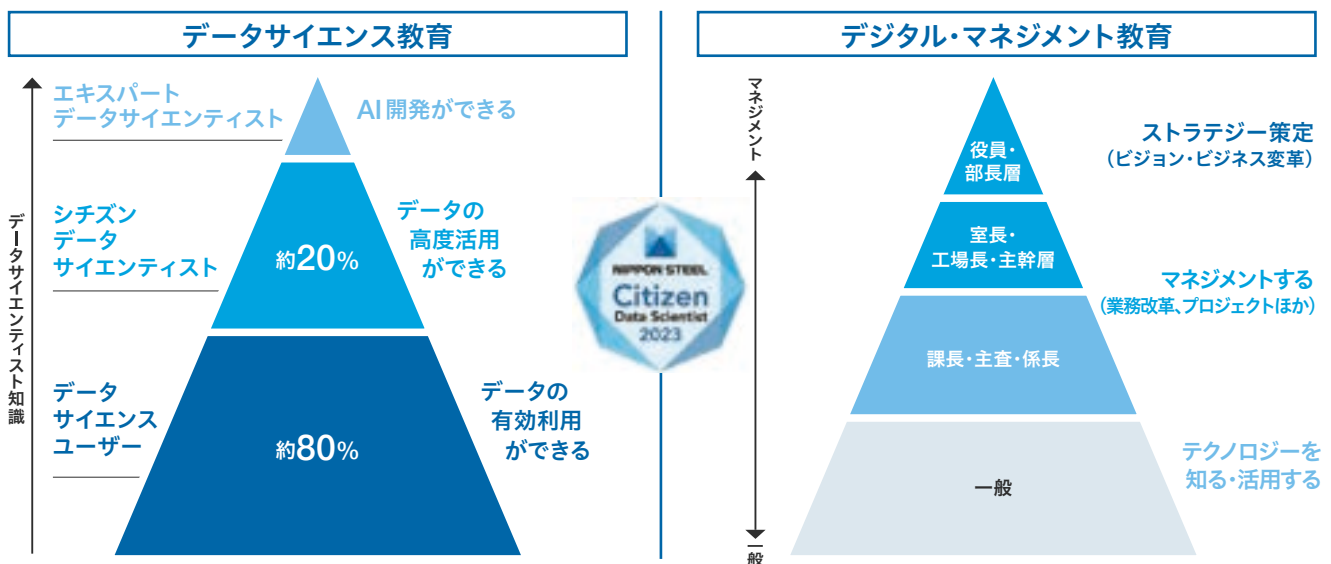 データサイエンス教育
データサイエンティスト知識
エキスパート
データサイエンティスト
AI開発ができる
シチズン
データ
サイエンティスト
約20%
データの
高度活用
ができる
データ
サイエンス
ユーザー
約80%
データの
有効利用
ができる
NIPPON STEEL
Citizen
Data Scientist
2023
デジタル・マネジメント教育
マネジメント
一般
役員・
部長層
ストラテジー策定
(ビジョン・ビジネス変革)
室長・
工場長・主幹層
マネジメントする
(業務改革、プロジェクトほか)
課長・主査・係長
一般
テクノロジーを
知る・活用する